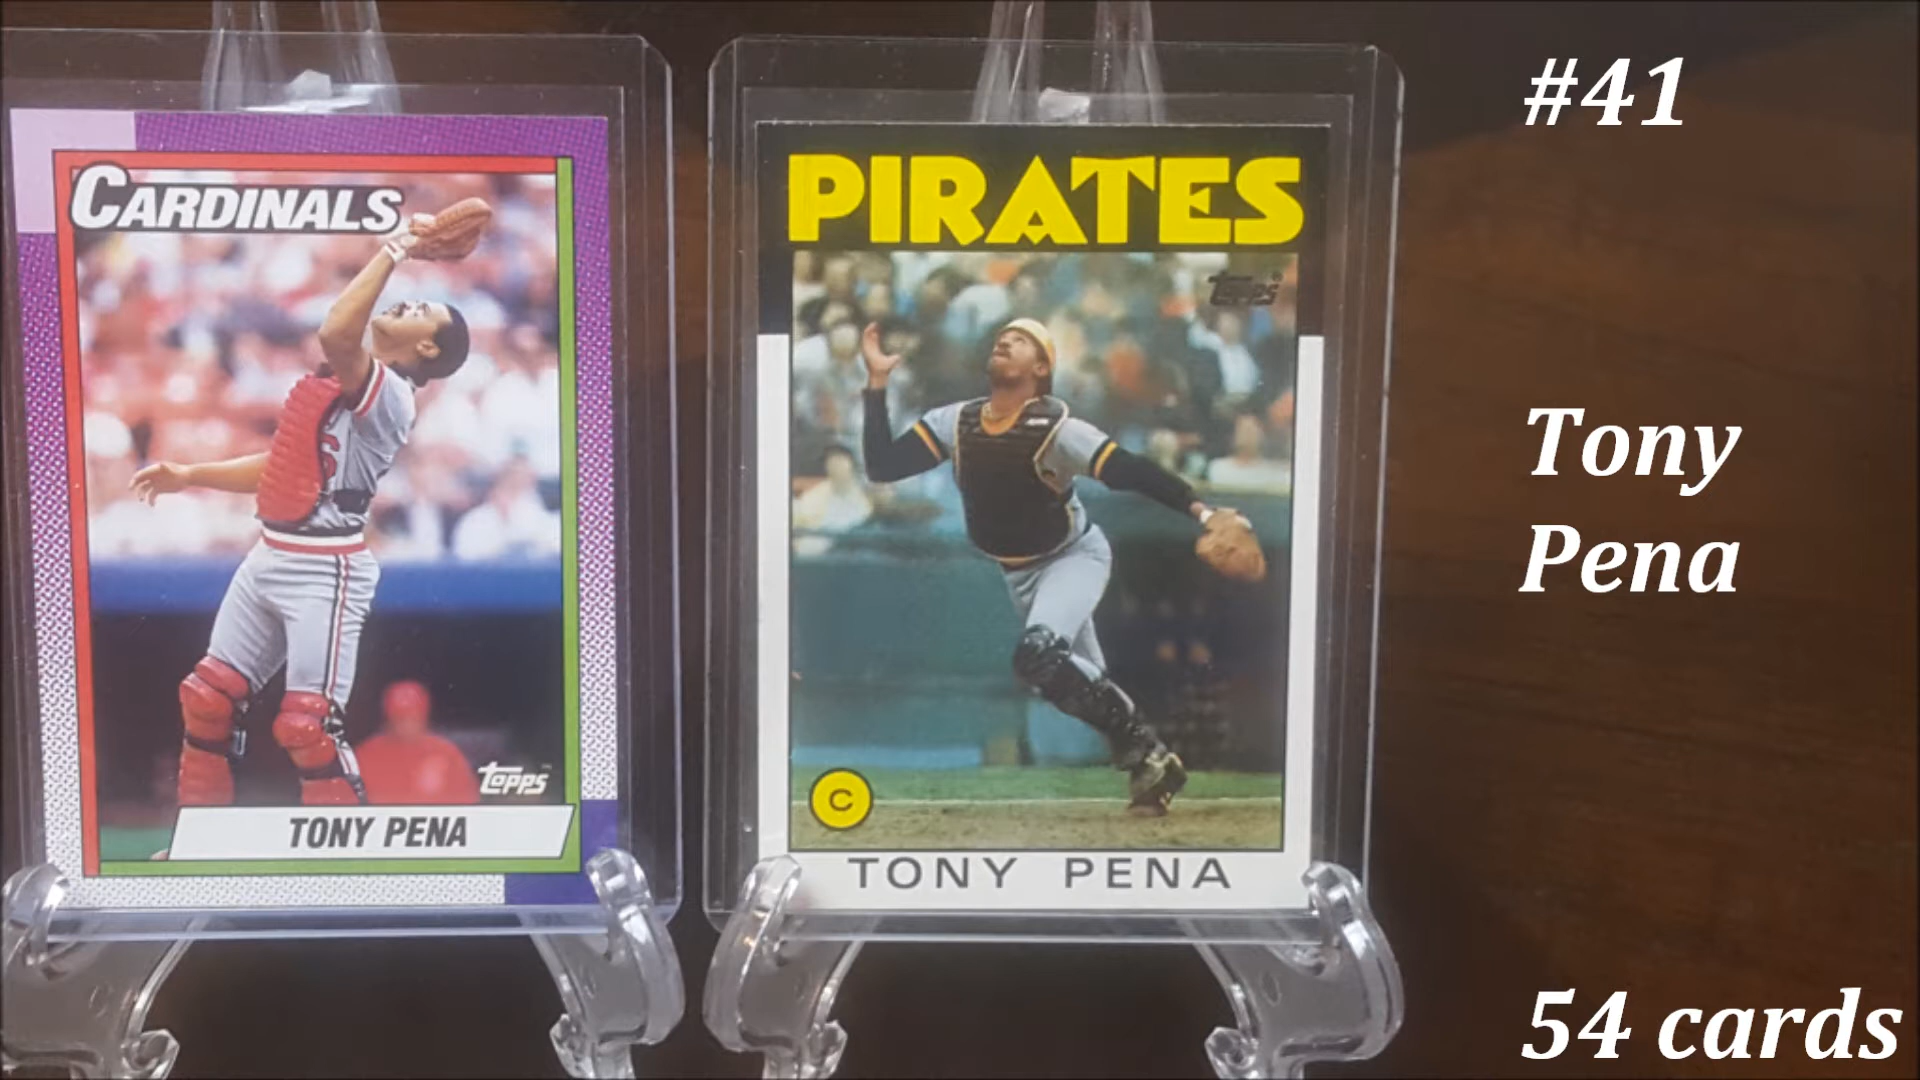 CARDINALS
topps
TONY PENA
PIRATES
topps
C
TONY PENA
#41
Tony
Pena
54 cards